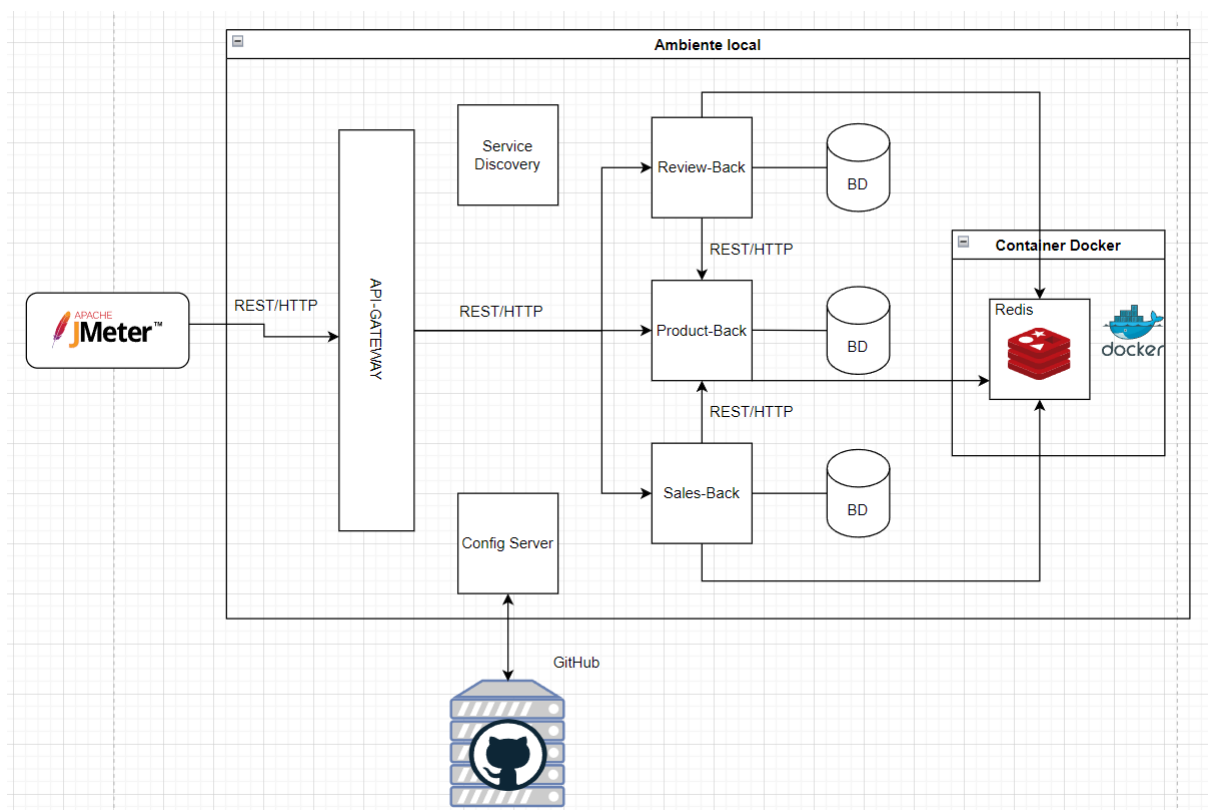 Ambiente local
Service
Discovery
Review-Back
BD
REST/HTTP
Container Docker
API-GATEWAY
APACHE
JMeter™
REST/HTTP
REST/HTTP
Product-Back
BD
Redis
docker
REST/HTTP
Sales-Back
BD
Config Server
GitHub